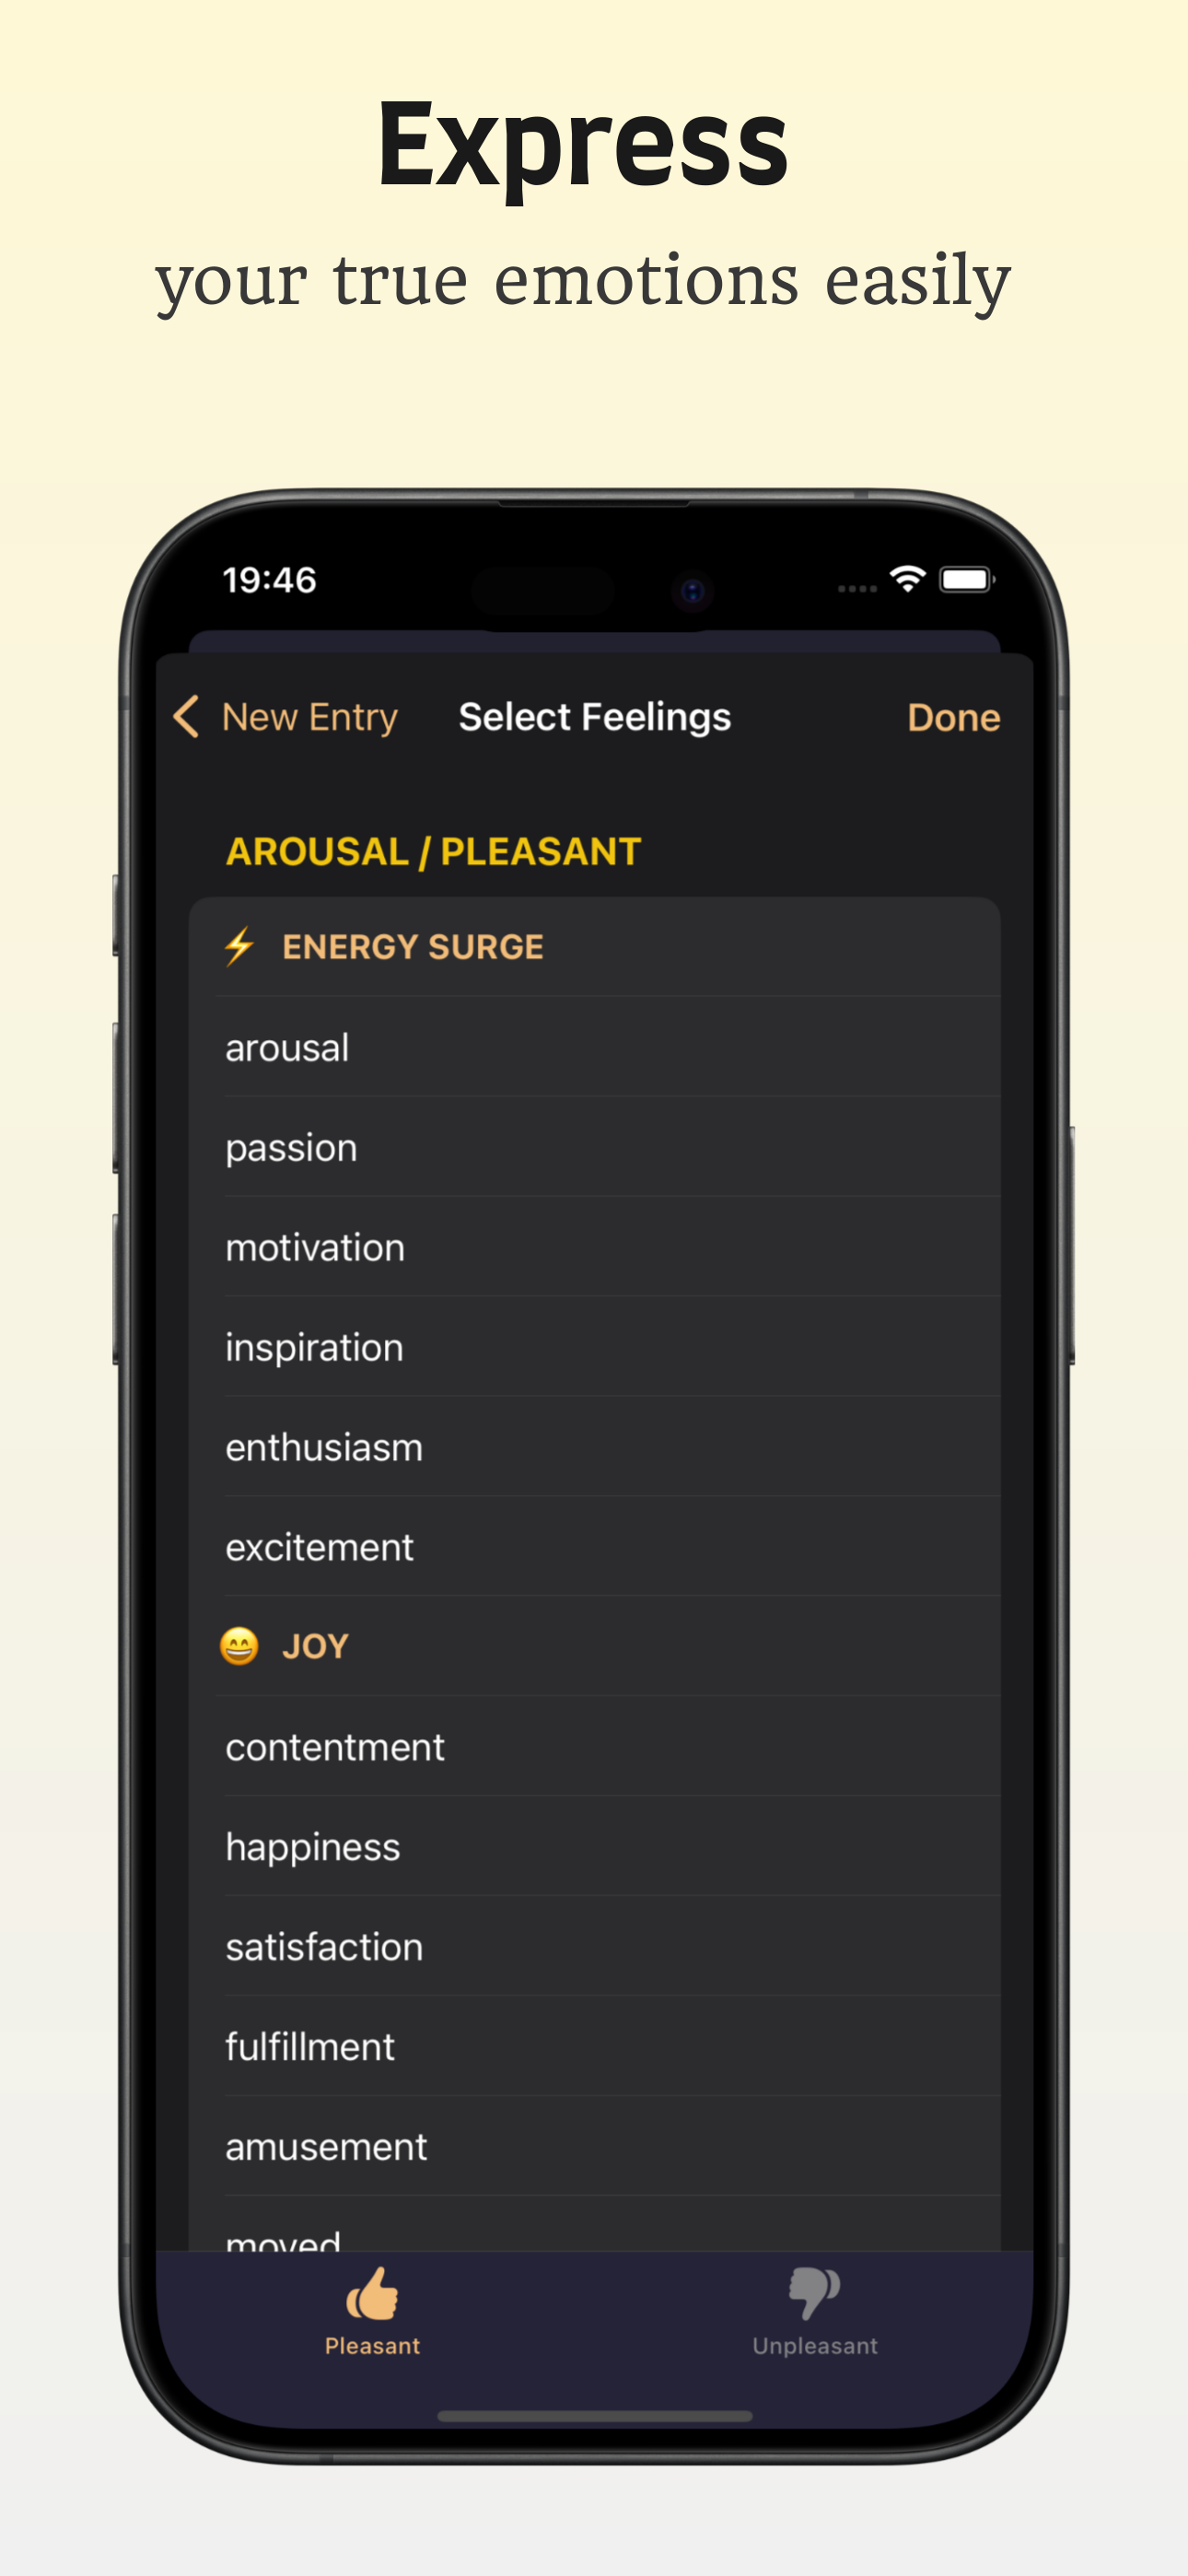 Express
your true emotions easily
19:46
New Entry Select Feelings Done
AROUSAL / PLEASANT
⚡ ENERGY SURGE
arousal
passion
motivation
inspiration
enthusiasm
excitement
😄 JOY
contentment
happiness
satisfaction
fulfillment
amusement
moved
Pleasant Unpleasant